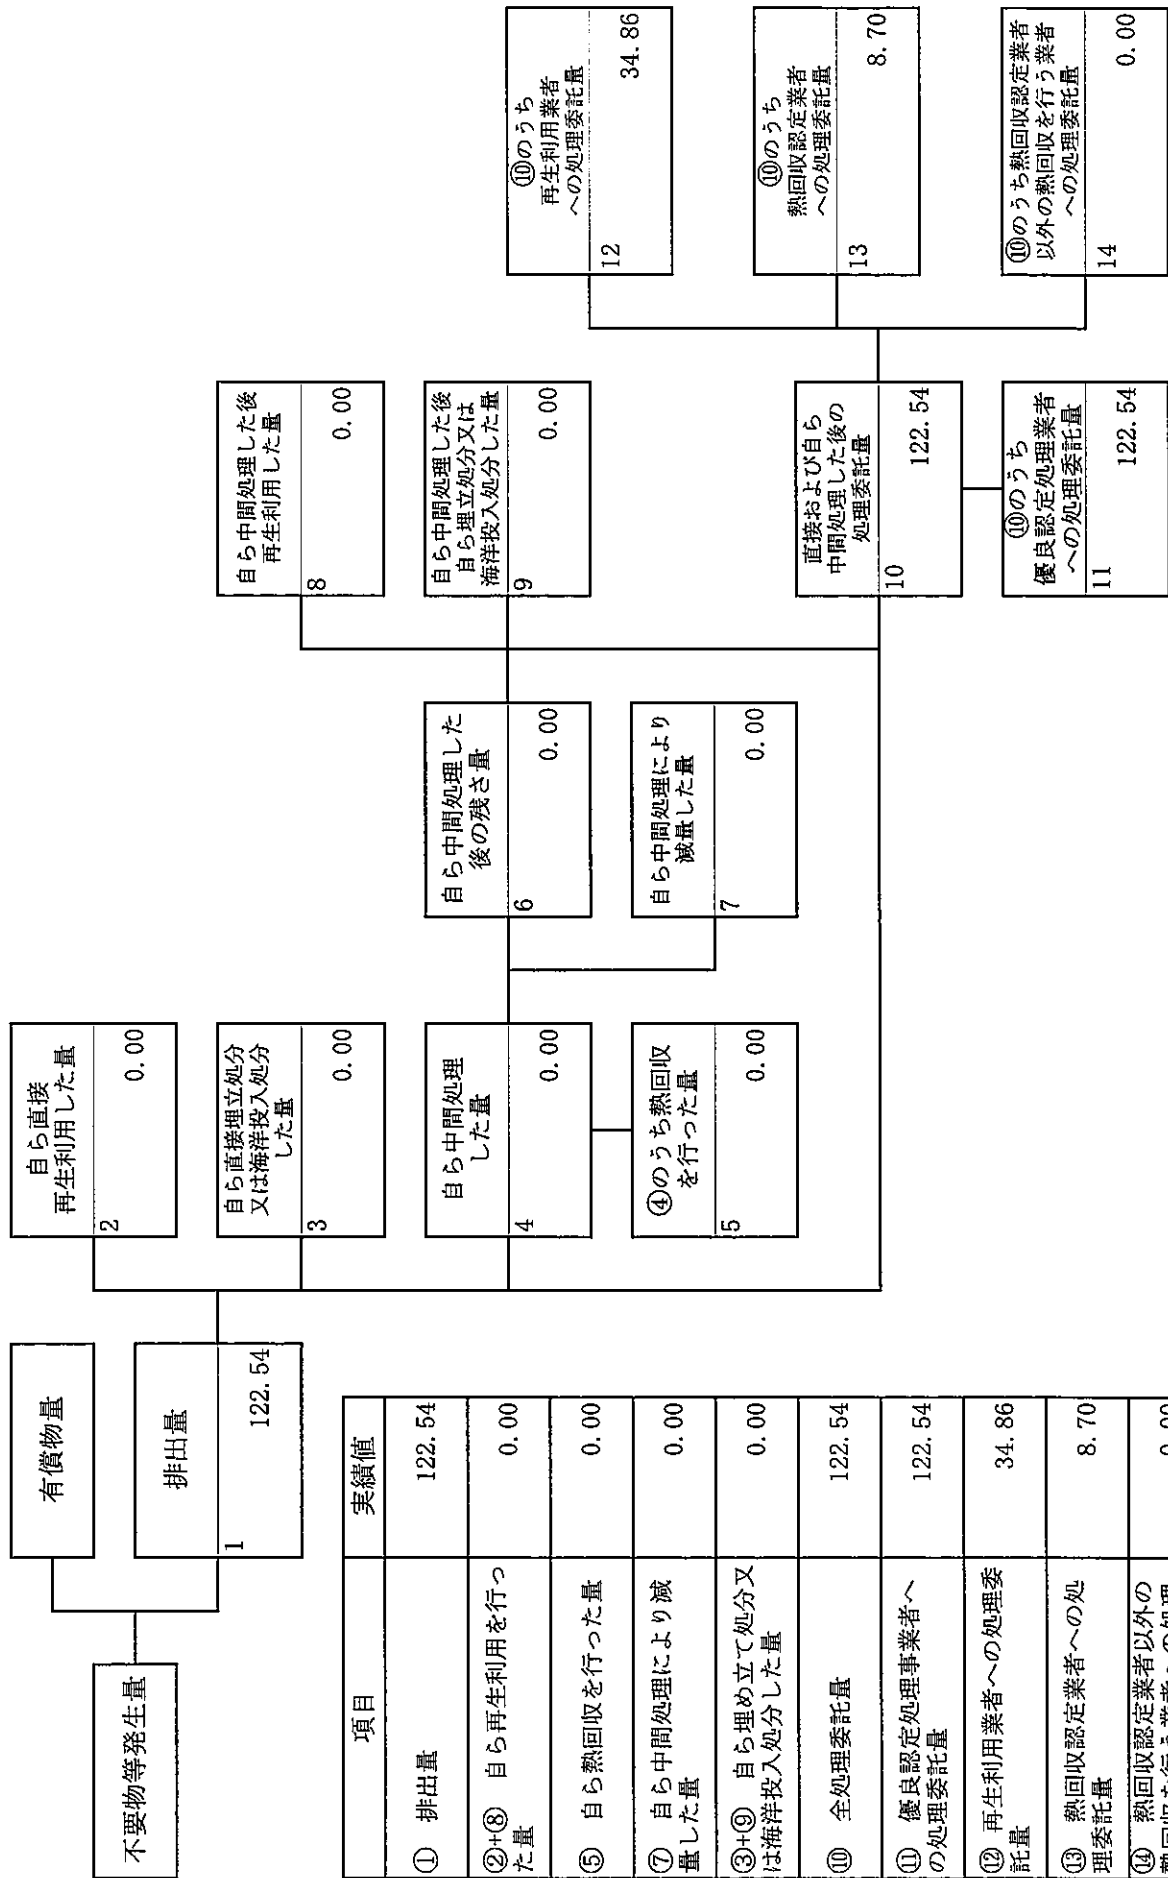 不要物等発生量
有償物量
排出量
1
122.54
自ら直接
再生利用した量
2
0.00
自ら直接埋立処分
又は海洋投入処分
した量
3
0.00
自ら中間処理
した量
4
0.00
④のうち熱回収
を行った量
5
0.00
自ら中間処理した
後の残さ量
6
0.00
自ら中間処理により
減量した量
7
0.00
自ら中間処理した後
再生利用した量
8
0.00
自ら中間処理した後
自ら埋立処分又は
海洋投入処分した量
9
0.00
直接および自ら
中間処理した後の
処理委託量
10
122.54
⑩のうち
優良認定処理業者
への処理委託量
11
122.54
⑩のうち
再生利用業者
への処理委託量
12
34.86
⑩のうち
熱回収認定業者
への処理委託量
13
8.70
⑩のうち熱回収認定業者
以外の熱回収を行う業者
への処理委託量
14
0.00
項目 実績値
① 排出量 122.54
②+⑧ 自ら再生利用を行っ
た量 0.00
⑤ 自ら熱回収を行った量 0.00
⑦ 自ら中間処理により減
量した量 0.00
③+⑨ 自ら埋め立て処分又
は海洋投入処分した量 0.00
⑩ 全処理委託量 122.54
⑪ 優良認定処理事業者へ
の処理委託量 122.54
⑫ 再生利用業者への処理委
託量 34.86
⑬ 熱回収認定業者への処
理委託量 8.70
⑭ 熱回収認定業者以外の
熱回収を行う業者への処理 0.00